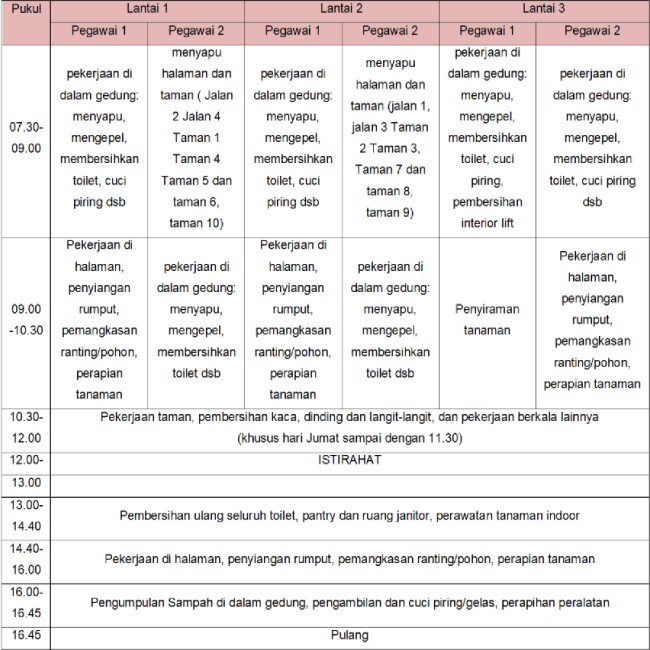 Pukul
Lantai 1
Lantai 2
Lantai 3
Pegawai 1
Pegawai 2
Pegawai 1
Pegawai 2
Pegawai 1
Pegawai 2
07.30-
09.00
pekerjaan di
dalam gedung:
menyapu,
mengepel,
membersihkan
toilet, cuci
piring dsb
menyapu
halaman dan
taman ( Jalan
2 Jalan 4
Taman 1
Taman 4
Taman 5 dan
taman 6,
taman 10)
pekerjaan di
dalam gedung:
menyapu,
mengepel,
membersihkan
toilet, cuci
piring dsb
menyapu
halaman dan
taman (jalan 1,
jalan 3 Taman
2 Taman 3,
Taman 7 dan
taman 8,
taman 9)
pekerjaan di
dalam gedung:
menyapu,
mengepel,
membersihkan
toilet, cuci
piring,
pembersihan
interior lift
pekerjaan di
dalam gedung:
menyapu,
mengepel,
membersihkan
toilet, cuci piring
dsb
09.00
-10.30
Pekerjaan di
halaman,
penyiangan
rumput,
pemangkasan
ranting/pohon,
perapian
tanaman
pekerjaan di
dalam gedung:
menyapu,
mengepel,
membersihkan
toilet dsb
Pekerjaan di
halaman,
penyiangan
rumput,
pemangkasan
ranting/pohon,
perapian
tanaman
pekerjaan di
dalam gedung:
menyapu,
mengepel,
membersihkan
toilet dsb
Penyiraman
tanaman
Pekerjaan di
halaman,
penyiangan
rumput,
pemangkasan
ranting/pohon,
perapian tanaman
10.30-
12.00
Pekerjaan taman, pembersihan kaca, dinding dan langit-langit, dan pekerjaan berkala lainnya
(khusus hari Jumat sampai dengan 11.30)
12.00-
13.00
ISTIRAHAT
13.00-
14.40
Pembersihan ulang seluruh toilet, pantry dan ruang janitor, perawatan tanaman indoor
14.40-
16.00
Pekerjaan di halaman, penyiangan rumput, pemangkasan ranting/pohon, perapian tanaman
16.00-
16.45
Pengumpulan Sampah di dalam gedung, pengambilan dan cuci piring/gelas, perapihan peralatan
16.45
Pulang